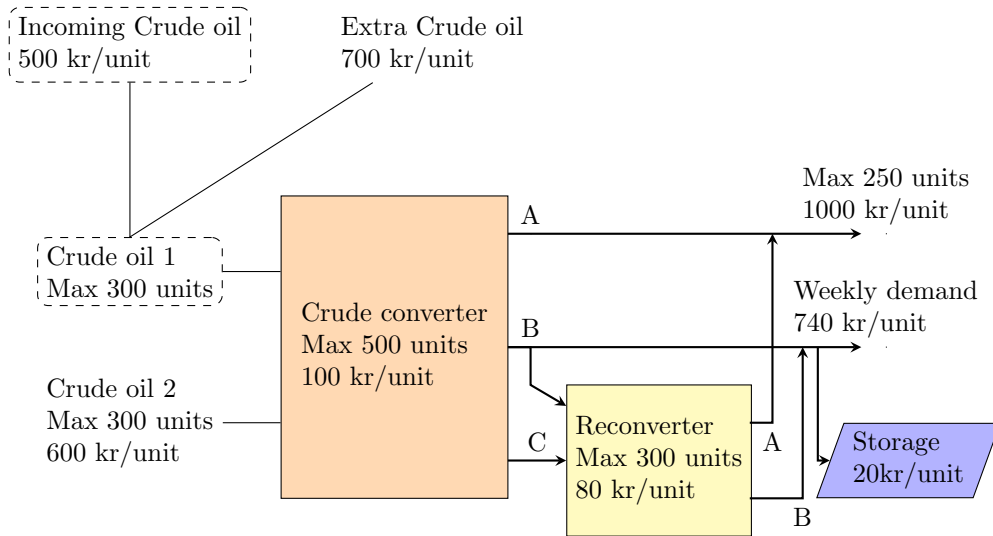 Incoming Crude oil
500 kr/unit
Extra Crude oil
700 kr/unit
Max 250 units
1000 kr/unit
A
Crude oil 1
Max 300 units
Weekly demand
740 kr/unit
Crude converter
Max 500 units
100 kr/unit
B
Crude oil 2
Max 300 units
600 kr/unit
C
Reconverter
Max 300 units
80 kr/unit
A
B
Storage
20kr/unit